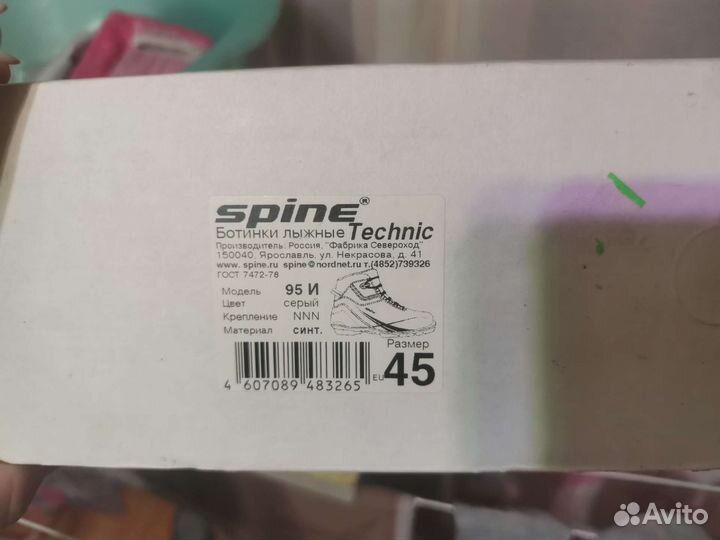 spine®
Ботинки лыжные Technic
Производитель: Россия, "Фабрика Североход"
150040, Ярославль, ул. Некрасова, д. 41
www.spine.ru spine@nordnet.ru т.(4852)739326
ГОСТ 7472-78
Модель 95 И
Цвет серый
Крепление NNN
Материал синт.
Размер
EU 45
4 607089 483265
Avito